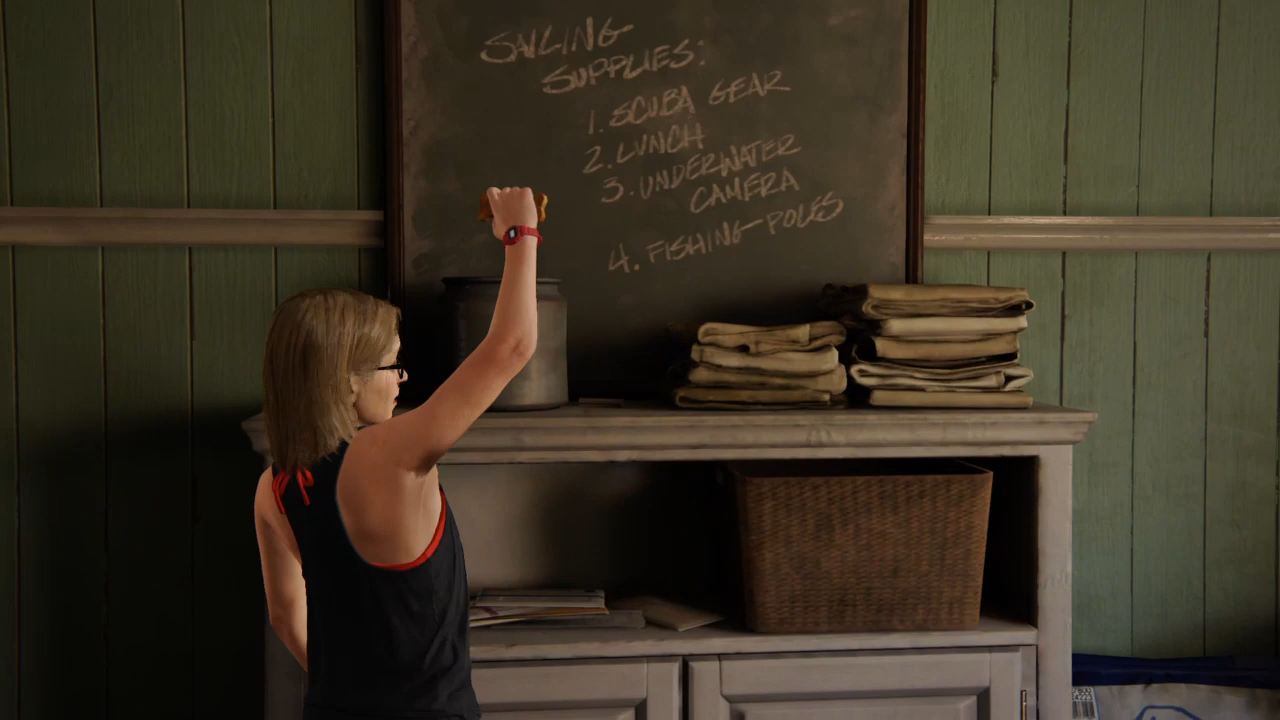 SAILING
SUPPLIES:
1. SCUBA GEAR
2. LUNCH
3. UNDERWATER
CAMERA
4. FISHING POLES